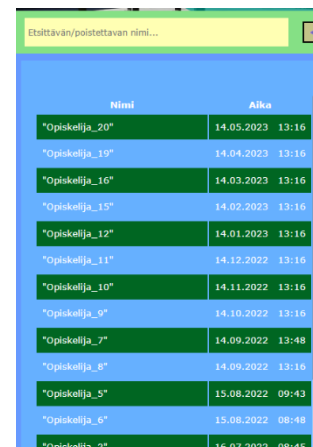 Etsittävän/poistettavan nimi...
Nimi Aika
"Opiskelija_20" 14.05.2023 13:16
"Opiskelija_19" 14.04.2023 13:16
"Opiskelija_16" 14.03.2023 13:16
"Opiskelija_15" 14.02.2023 13:16
"Opiskelija_12" 14.01.2023 13:16
"Opiskelija_11" 14.12.2022 13:16
"Opiskelija_10" 14.11.2022 13:16
"Opiskelija_9" 14.10.2022 13:16
"Opiskelija_7" 14.09.2022 13:48
"Opiskelija_8" 14.09.2022 13:16
"Opiskelija_5" 15.08.2022 09:43
"Opiskelija_6" 15.08.2022 08:48